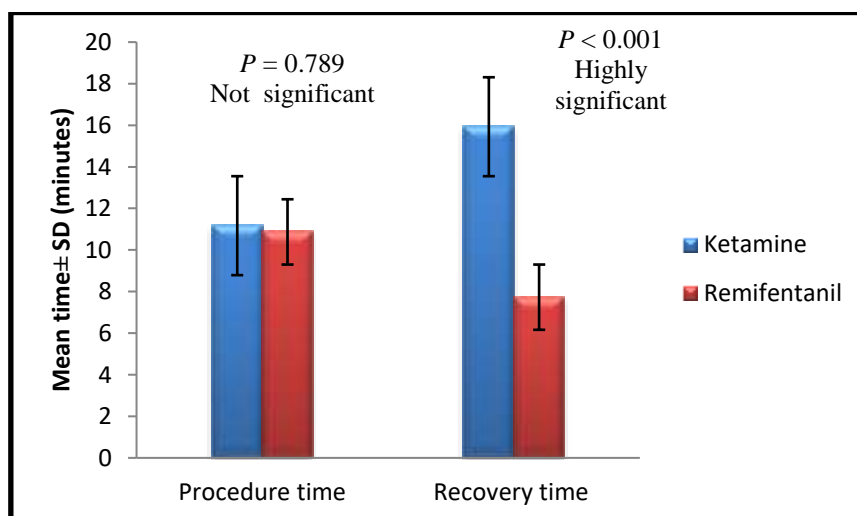 Mean time± SD (minutes)
20
18
16
14
12
10
8
6
4
2
0
P = 0.789
Not significant
P < 0.001
Highly
significant
Procedure time
Recovery time
Ketamine
Remifentanil